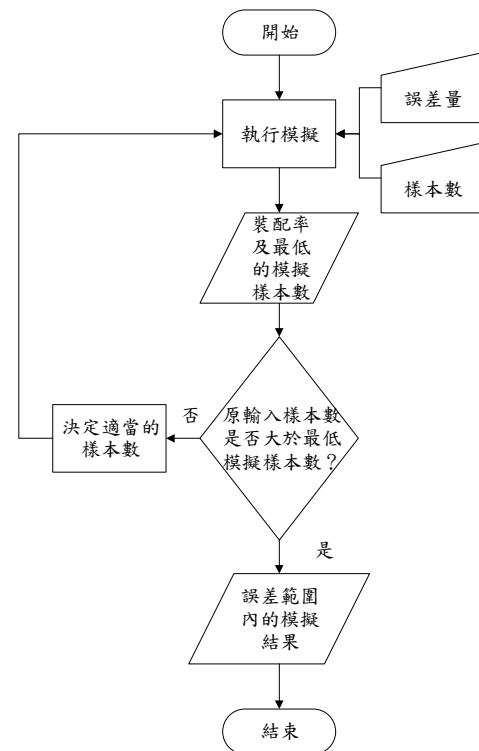 開始
誤差量
執行模擬
樣本數
裝配率
及最低
的模擬
樣本數
原輸入樣本數
是否大於最低
模擬樣本數？
否
決定適當的
樣本數
是
誤差範圍
內的模擬
結果
結束